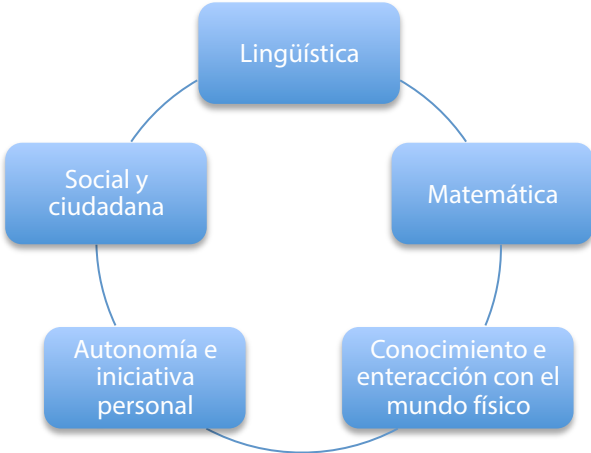 Lingüística
Social y
ciudadana
Matemática
Autonomía e
iniciativa
personal
Conocimiento e
enteracción con el
mundo físico